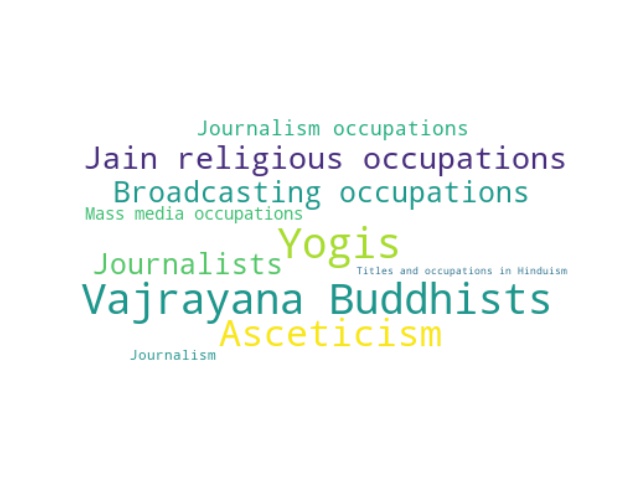 Journalism occupations
Jain religious occupations
Broadcasting occupations
Mass media occupations
Yogis
Journalists
Titles and occupations in Hinduism
Vajrayana Buddhists
Asceticism
Journalism